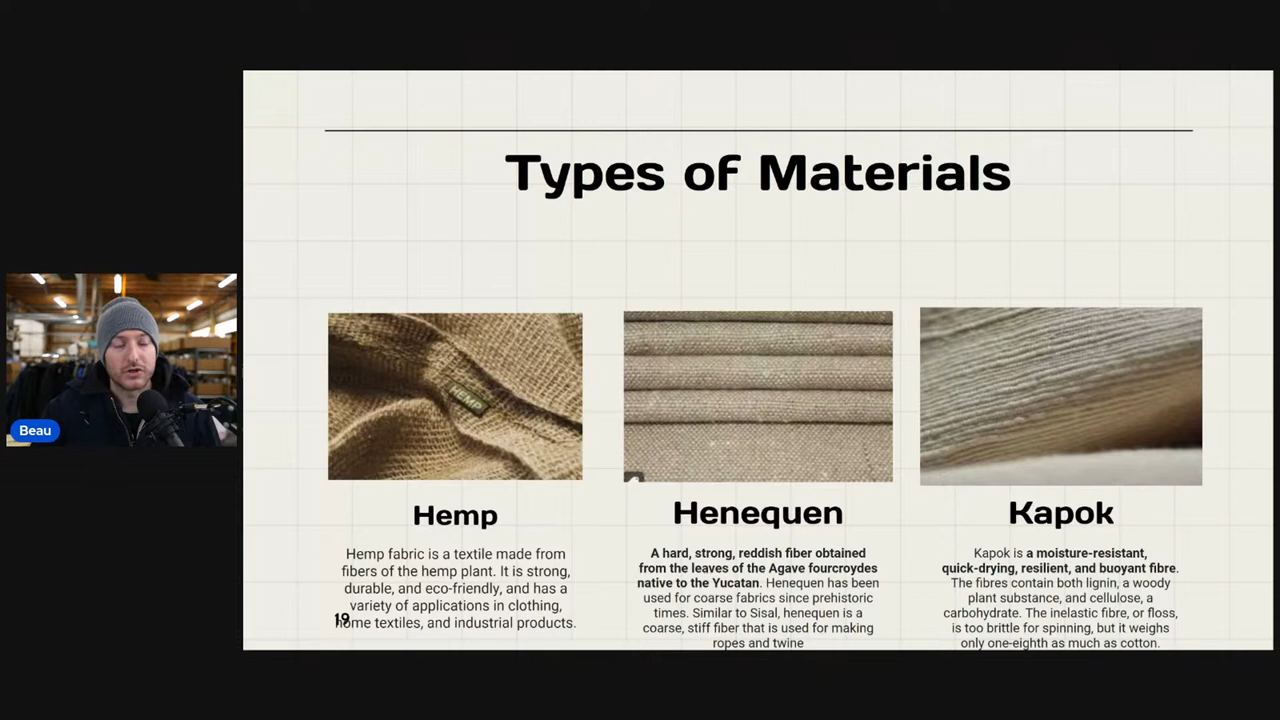 Types of Materials
Beau
HEMP
Hemp
Hemp fabric is a textile made from
fibers of the hemp plant. It is strong,
durable, and eco-friendly, and has a
variety of applications in clothing,
home textiles, and industrial products.
19
Henequen
A hard, strong, reddish fiber obtained
from the leaves of the Agave fourcroydes
native to the Yucatan. Henequen has been
used for coarse fabrics since prehistoric
times. Similar to Sisal, henequen is a
coarse, stiff fiber that is used for making
ropes and twine
Kapok
Kapok is a moisture-resistant,
quick-drying, resilient, and buoyant fibre.
The fibres contain both lignin, a woody
plant substance, and cellulose, a
carbohydrate. The inelastic fibre, or floss,
is too brittle for spinning, but it weighs
only one-eighth as much as cotton.